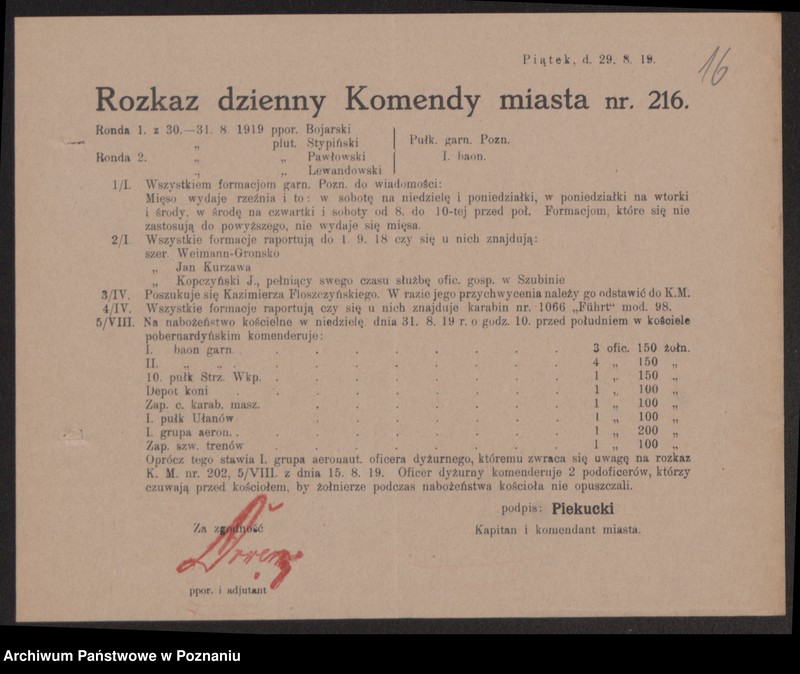 Piątek, d. 29. 8. 19.
16
Rozkaz dzienny Komendy miasta nr. 216.
Ronda 1. z 30.—31. 8 1919 ppor. Bojarski
„ plut. Stypiński
Pułk. garn. Pozn.
Ronda 2. „ „ Pawłowski
I. baon.
„ „ Lewandowski
1/I. Wszystkiem formacjom garn. Pozn. do wiadomości:
Mięso wydaje rzeźnia i to: w sobotę na niedzielę i poniedziałki, w poniedziałki na wtorki
i środy, w środę na czwartki i soboty od 8. do 10-tej przed poł. Formacjom, które się nie
zastosują do powyższego, nie wydaje się mięsa.
2/I. Wszystkie formacje raportują do 1. 9. 18 czy się u nich znajdują:
szer. Weimann-Gronsko
„ Jan Kurzawa
„ Kopczyński J., pełniący swego czasu służbę ofic. gosp. w Szubinie
3/IV. Poszukuje się Kazimierza Floszczyńskiego. W razie jego przychwycenia należy go odstawić do K.M.
4/IV. Wszystkie formacje raportują czy się u nich znajduje karabin nr. 1066 „Führt" mod. 98.
5/VIII. Na nabożeństwo kościelne w niedzielę dnia 31. 8. 19 r. o godz. 10. przed południem w kościele
pobernardyńskim komenderuje:
I. baon garn. . . . . . . . . 3 ofic. 150 żołn.
II. „ „ . . . . . . . . 4 „ 150 „
10. pułk Strz. Wkp. . . . . . . . . 1 „ 150 „
Depot koni . . . . . . . . 1 „ 100 „
Zap. c. karab. masz. . . . . . . . 1 „ 100 „
I. pułk Ułanów . . . . . . . 1 „ 100 „
I. grupa aeron. . . . . . . . . 1 „ 200 „
Zap. szw. trenów . . . . . . . 1 „ 100 „
Oprócz tego stawia I. grupa aeronaut. oficera dyżurnego, któremu zwraca się uwagę na rozkaz
K. M. nr. 202, 5/VIII. z dnia 15. 8. 19. Oficer dyżurny komenderuje 2 podoficerów, którzy
czuwają przed kościołem, by żołnierze podczas nabożeństwa kościoła nie opuszczali.
podpis: Piekucki
Za zgodność
Kapitan i komendant miasta.
ppor. i adjutant
Archiwum Państwowe w Poznaniu